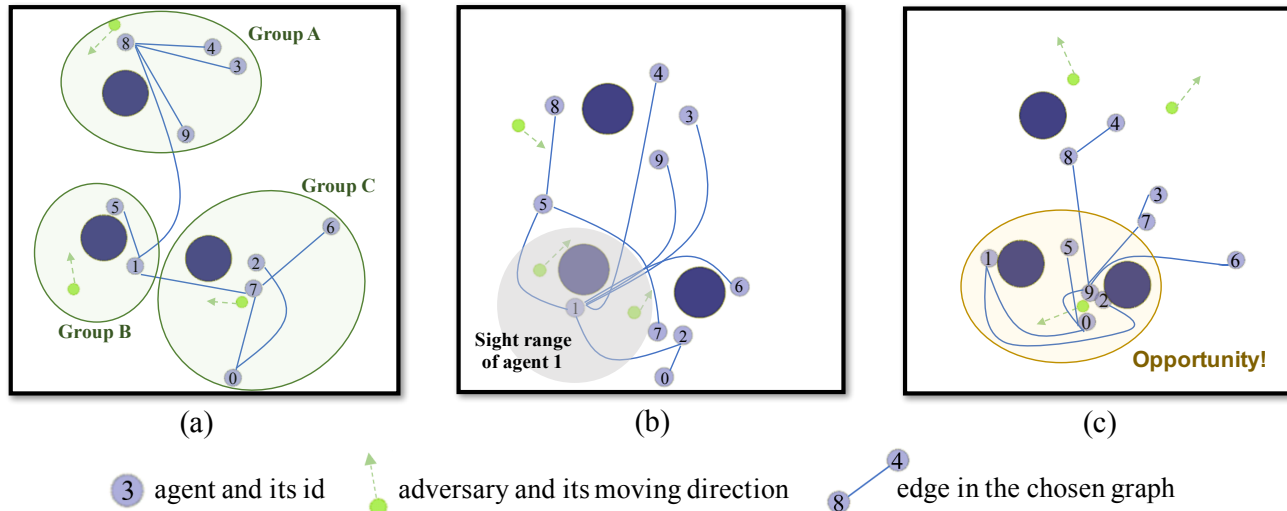 Group A
8
4
3
9
Group C
5
6
1
2
7
Group B
0
(a)
4
8
3
9
5
1
6
Sight range
of agent 1
7
2
0
(b)
4
8
3
7
5
1
6
9
2
0
Opportunity!
(c)
3 agent and its id
adversary and its moving direction
4
8
edge in the chosen graph